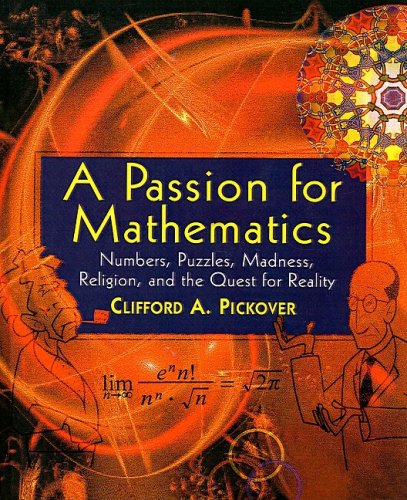 A Passion for
Mathematics
Numbers, Puzzles, Madness,
Religion, and the Quest for Reality
CLIFFORD A. PICKOVER
lim n→∞ eⁿn! / nⁿ · √n = √2π